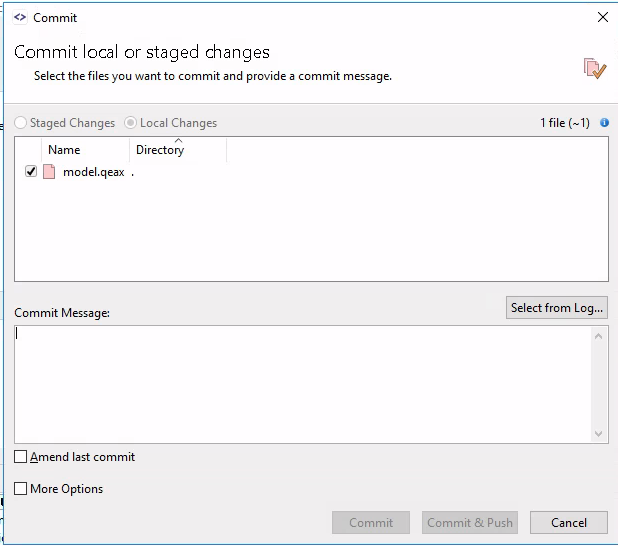 Commit
Commit local or staged changes
Select the files you want to commit and provide a commit message.
Staged Changes Local Changes 1 file (~1)
Name Directory
model.qeax .
Commit Message: Select from Log...
Amend last commit
More Options
Commit Commit & Push Cancel